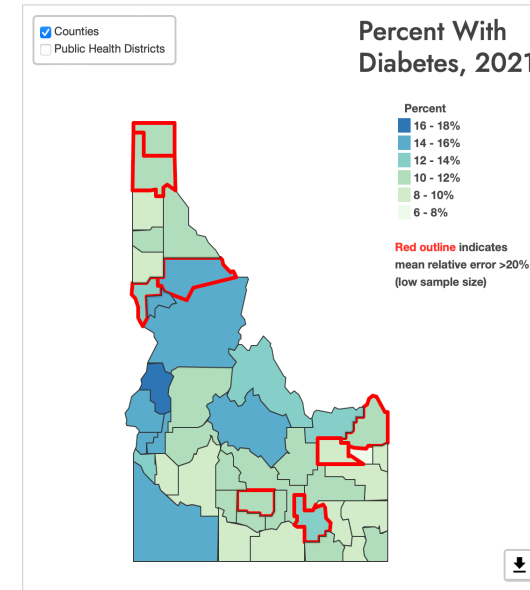 Counties
Public Health Districts
Percent With
Diabetes, 2021
Percent
16 - 18%
14 - 16%
12 - 14%
10 - 12%
8 - 10%
6 - 8%
Red outline indicates
mean relative error >20%
(low sample size)